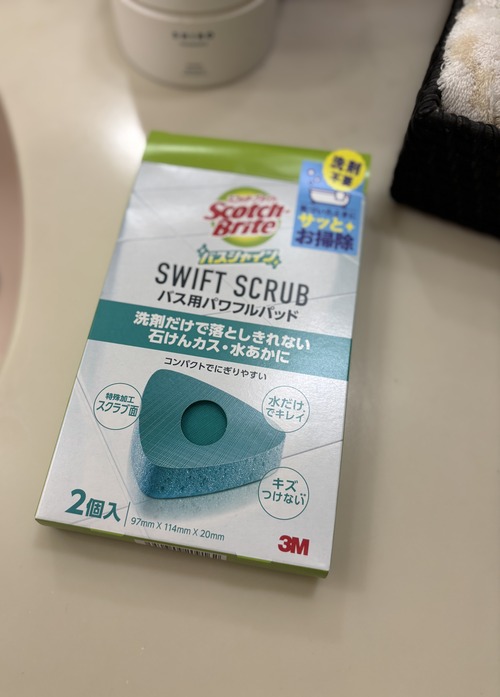 洗剤
不要
サッと
お掃除
Scotch-
Brite
バスシャイン
SWIFT SCRUB
バス用パワフルパッド
洗剤だけで落としきれない
石けんカス・水あかに
コンパクトでにぎりやすい
特殊加工
スクラブ面
水だけ
でキレイ
キズ
つけない
2個入
97mm X 114mm X 20mm
3M